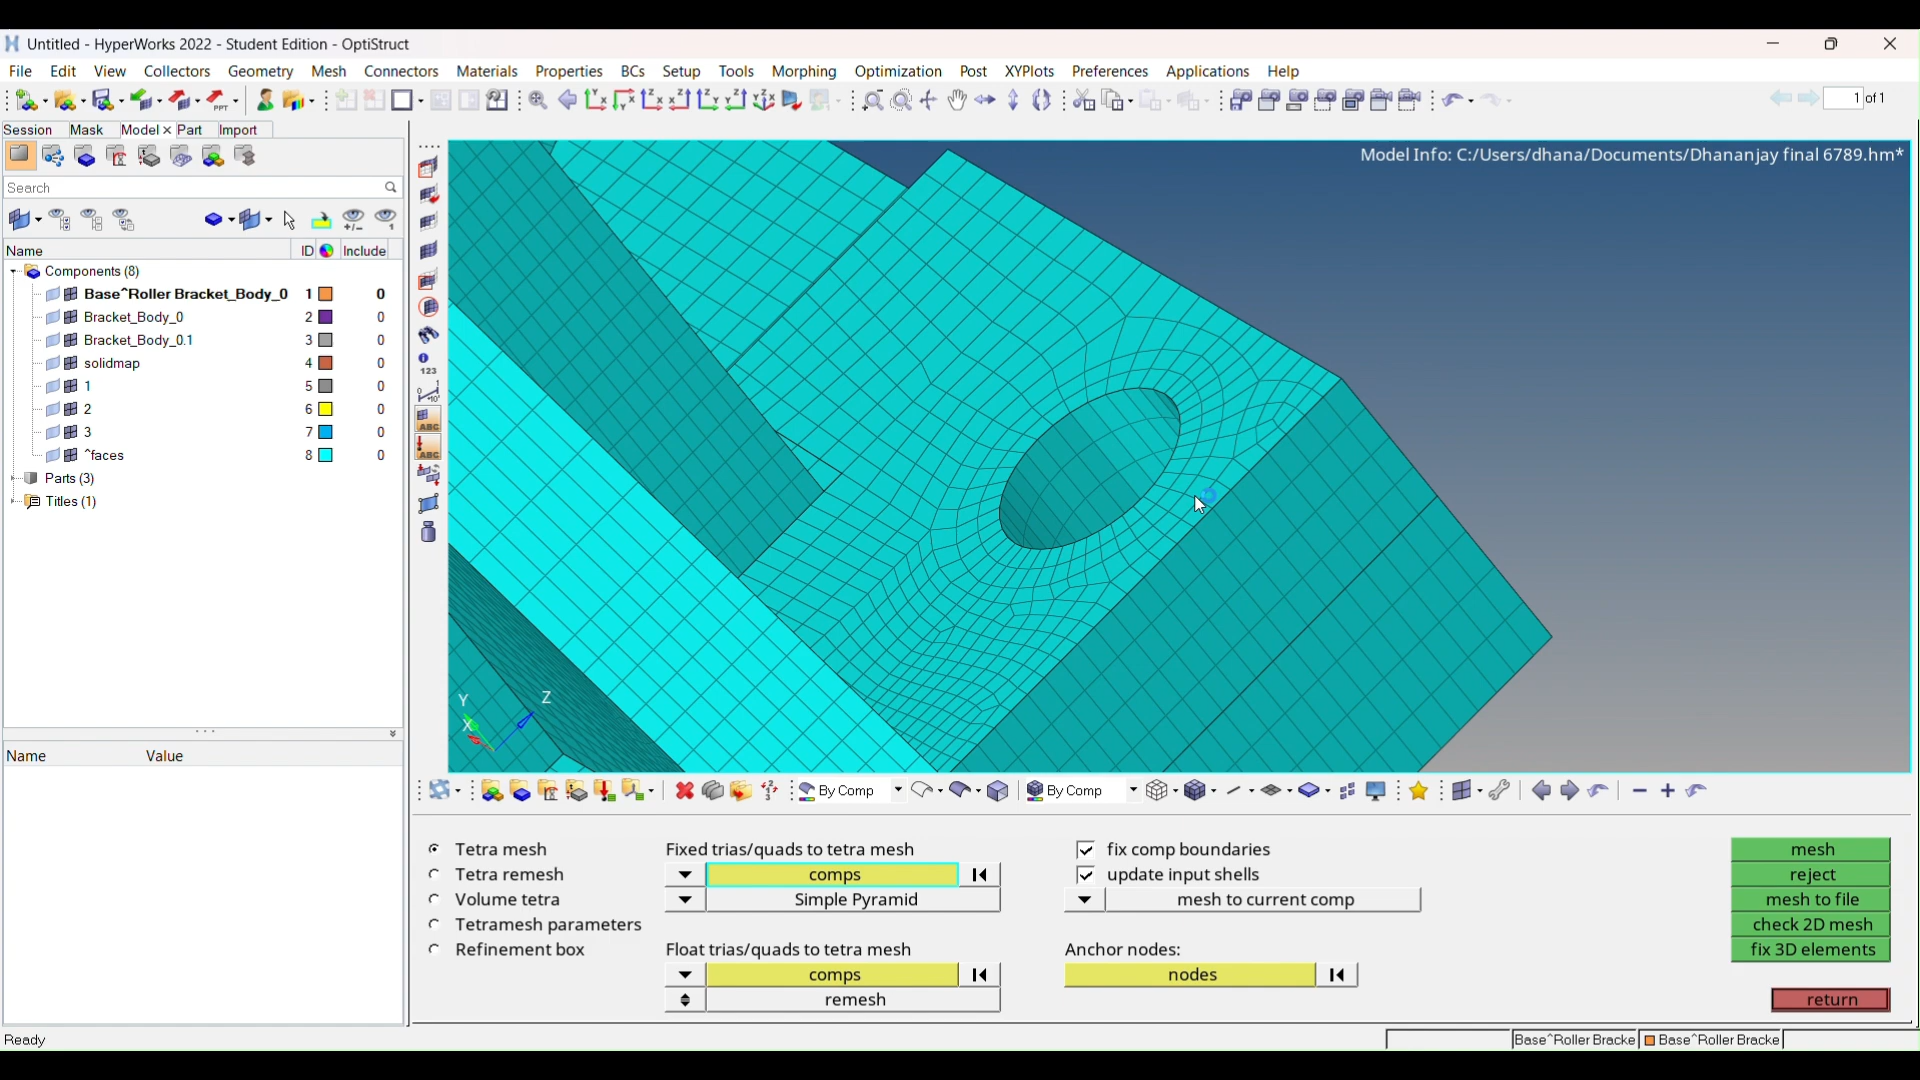 Untitled - HyperWorks 2022 - Student Edition - OptiStruct
File Edit View Collectors Geometry Mesh Connectors Materials Properties BCs Setup Tools Morphing Optimization Post XYPlots Preferences Applications Help
1 of 1
Session Mask Model × Part Import
Search
Name ID Include
Components (8)
Base^Roller Bracket_Body_0 1 0
Bracket_Body_0 2 0
Bracket_Body_0.1 3 0
solidmap 4 0
1 5 0
2 6 0
3 7 0
^faces 8 0
Parts (3)
Titles (1)
Name Value
Model Info: C:/Users/dhana/Documents/Dhananjay final 6789.hm*
123
ABC
ABC
Y
Z
X
By Comp By Comp
Tetra mesh
Tetra remesh
Volume tetra
Tetramesh parameters
Refinement box
Fixed trias/quads to tetra mesh
comps
Simple Pyramid
Float trias/quads to tetra mesh
comps
remesh
fix comp boundaries
update input shells
mesh to current comp
Anchor nodes:
nodes
mesh
reject
mesh to file
check 2D mesh
fix 3D elements
return
Ready
Base^Roller Bracke Base^Roller Bracke